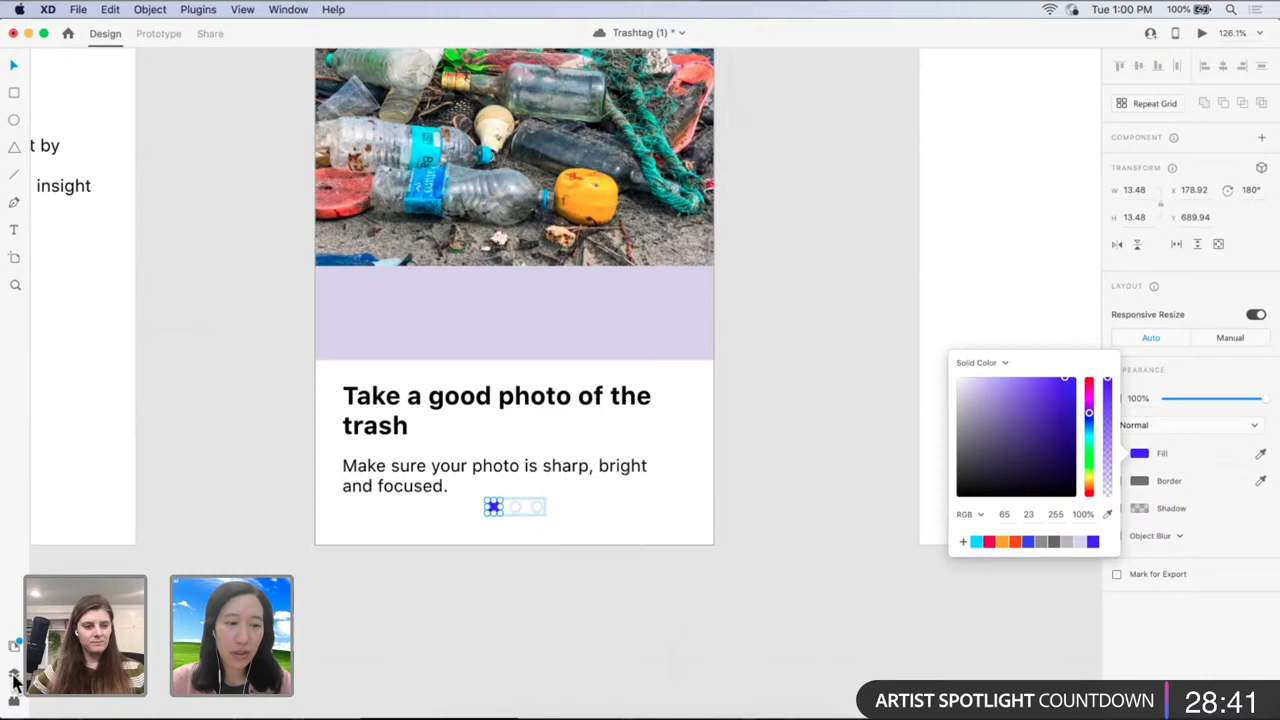 XD File Edit Object Plugins View Window Help
Tue 1:00 PM 100%
Design Prototype Share
Trashtag (1) *
126.1%
t by
insight
Take a good photo of the
trash
Make sure your photo is sharp, bright
and focused.
Repeat Grid
COMPONENT
TRANSFORM
W 13.48 X 178.92 180°
H 13.48 Y 689.94
LAYOUT
Responsive Resize
Auto Manual
PEARANCE
100%
Normal
Fill
Border
Shadow
Object Blur
Mark for Export
Solid Color
RGB 65 23 255 100%
ARTIST SPOTLIGHT COUNTDOWN 28:41